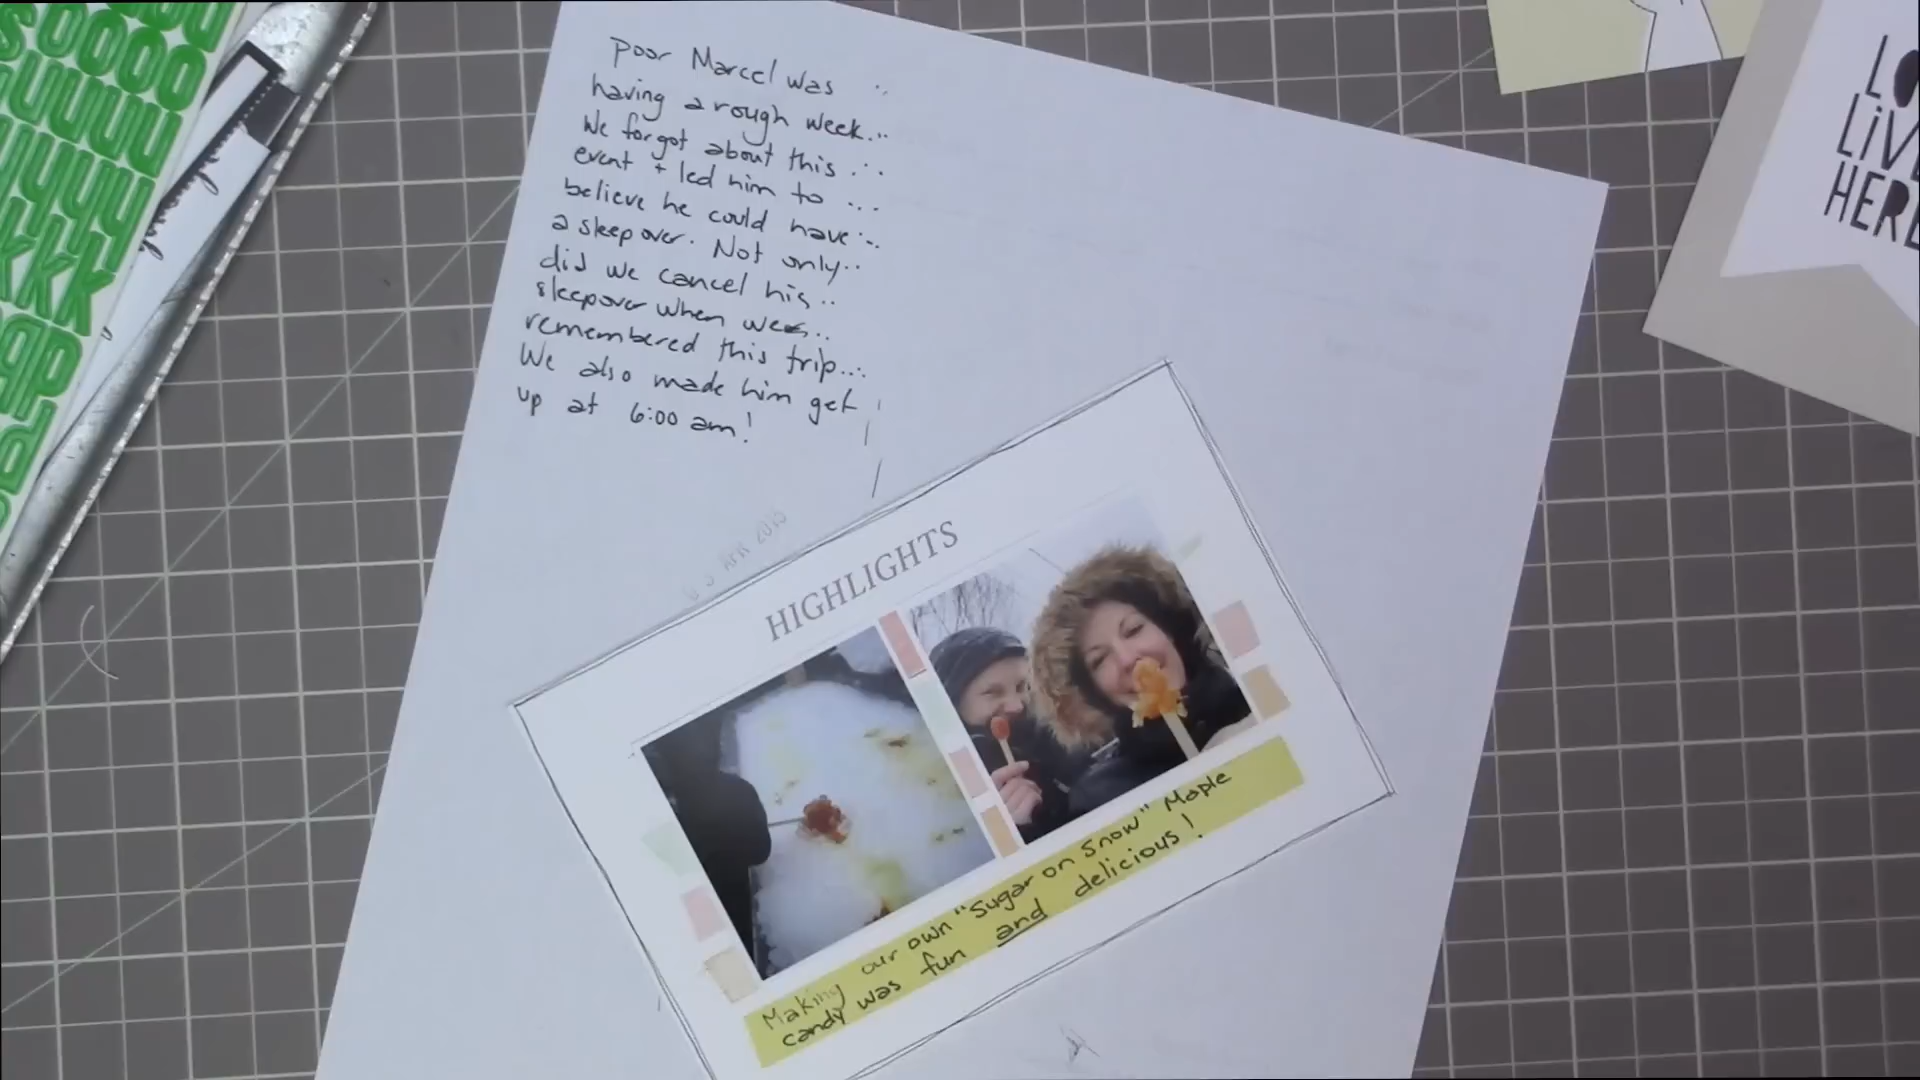 Poor Marcel was
having a rough week...
We forgot about this ...
event + led him to ...
believe he could have ...
a sleepover. Not only ..
did we cancel his ..
sleepover when we ..
remembered this trip...
We also made him get
up at 6:00 am!
APR 2015
HIGHLIGHTS
Making our own "Sugar on Snow" Maple
candy was fun and delicious!
LIVE
HERE